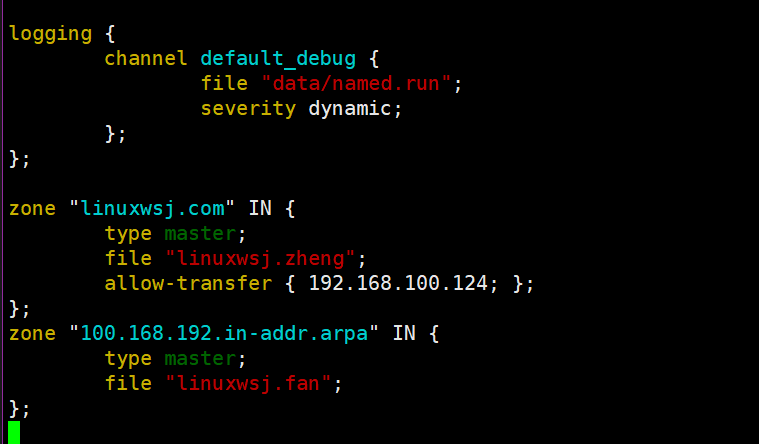 logging {
        channel default_debug {
                file "data/named.run";
                severity dynamic;
        };
};

zone "linuxwsj.com" IN {
        type master;
        file "linuxwsj.zheng";
        allow-transfer { 192.168.100.124; };
};
zone "100.168.192.in-addr.arpa" IN {
        type master;
        file "linuxwsj.fan";
};